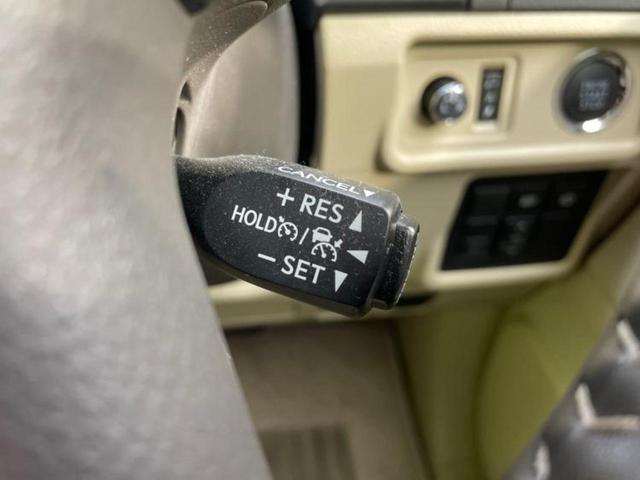 CANCEL
+ RES
HOLD /
- SET